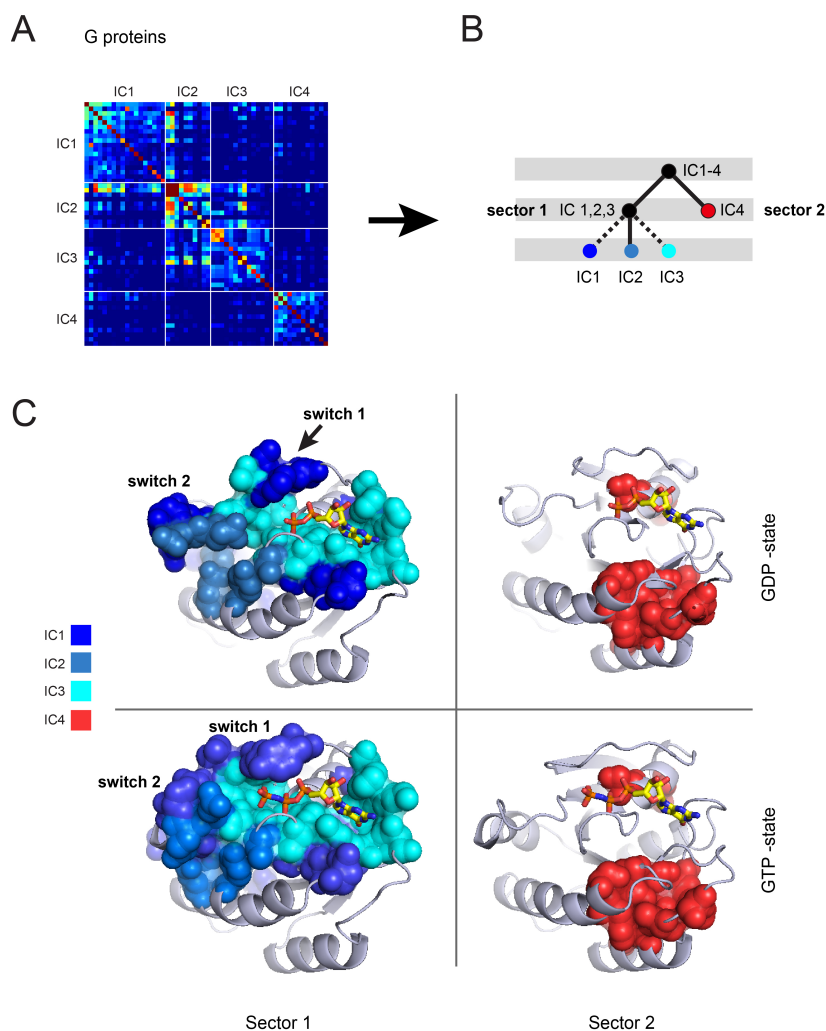 A
G proteins
IC1 IC2 IC3 IC4
IC1
IC2
IC3
IC4
B
IC1-4
sector 1 IC 1,2,3 IC4 sector 2
IC1 IC2 IC3
C
switch 1
switch 2
GDP -state
IC1
IC2
IC3
IC4
switch 1
switch 2
GTP -state
Sector 1 Sector 2